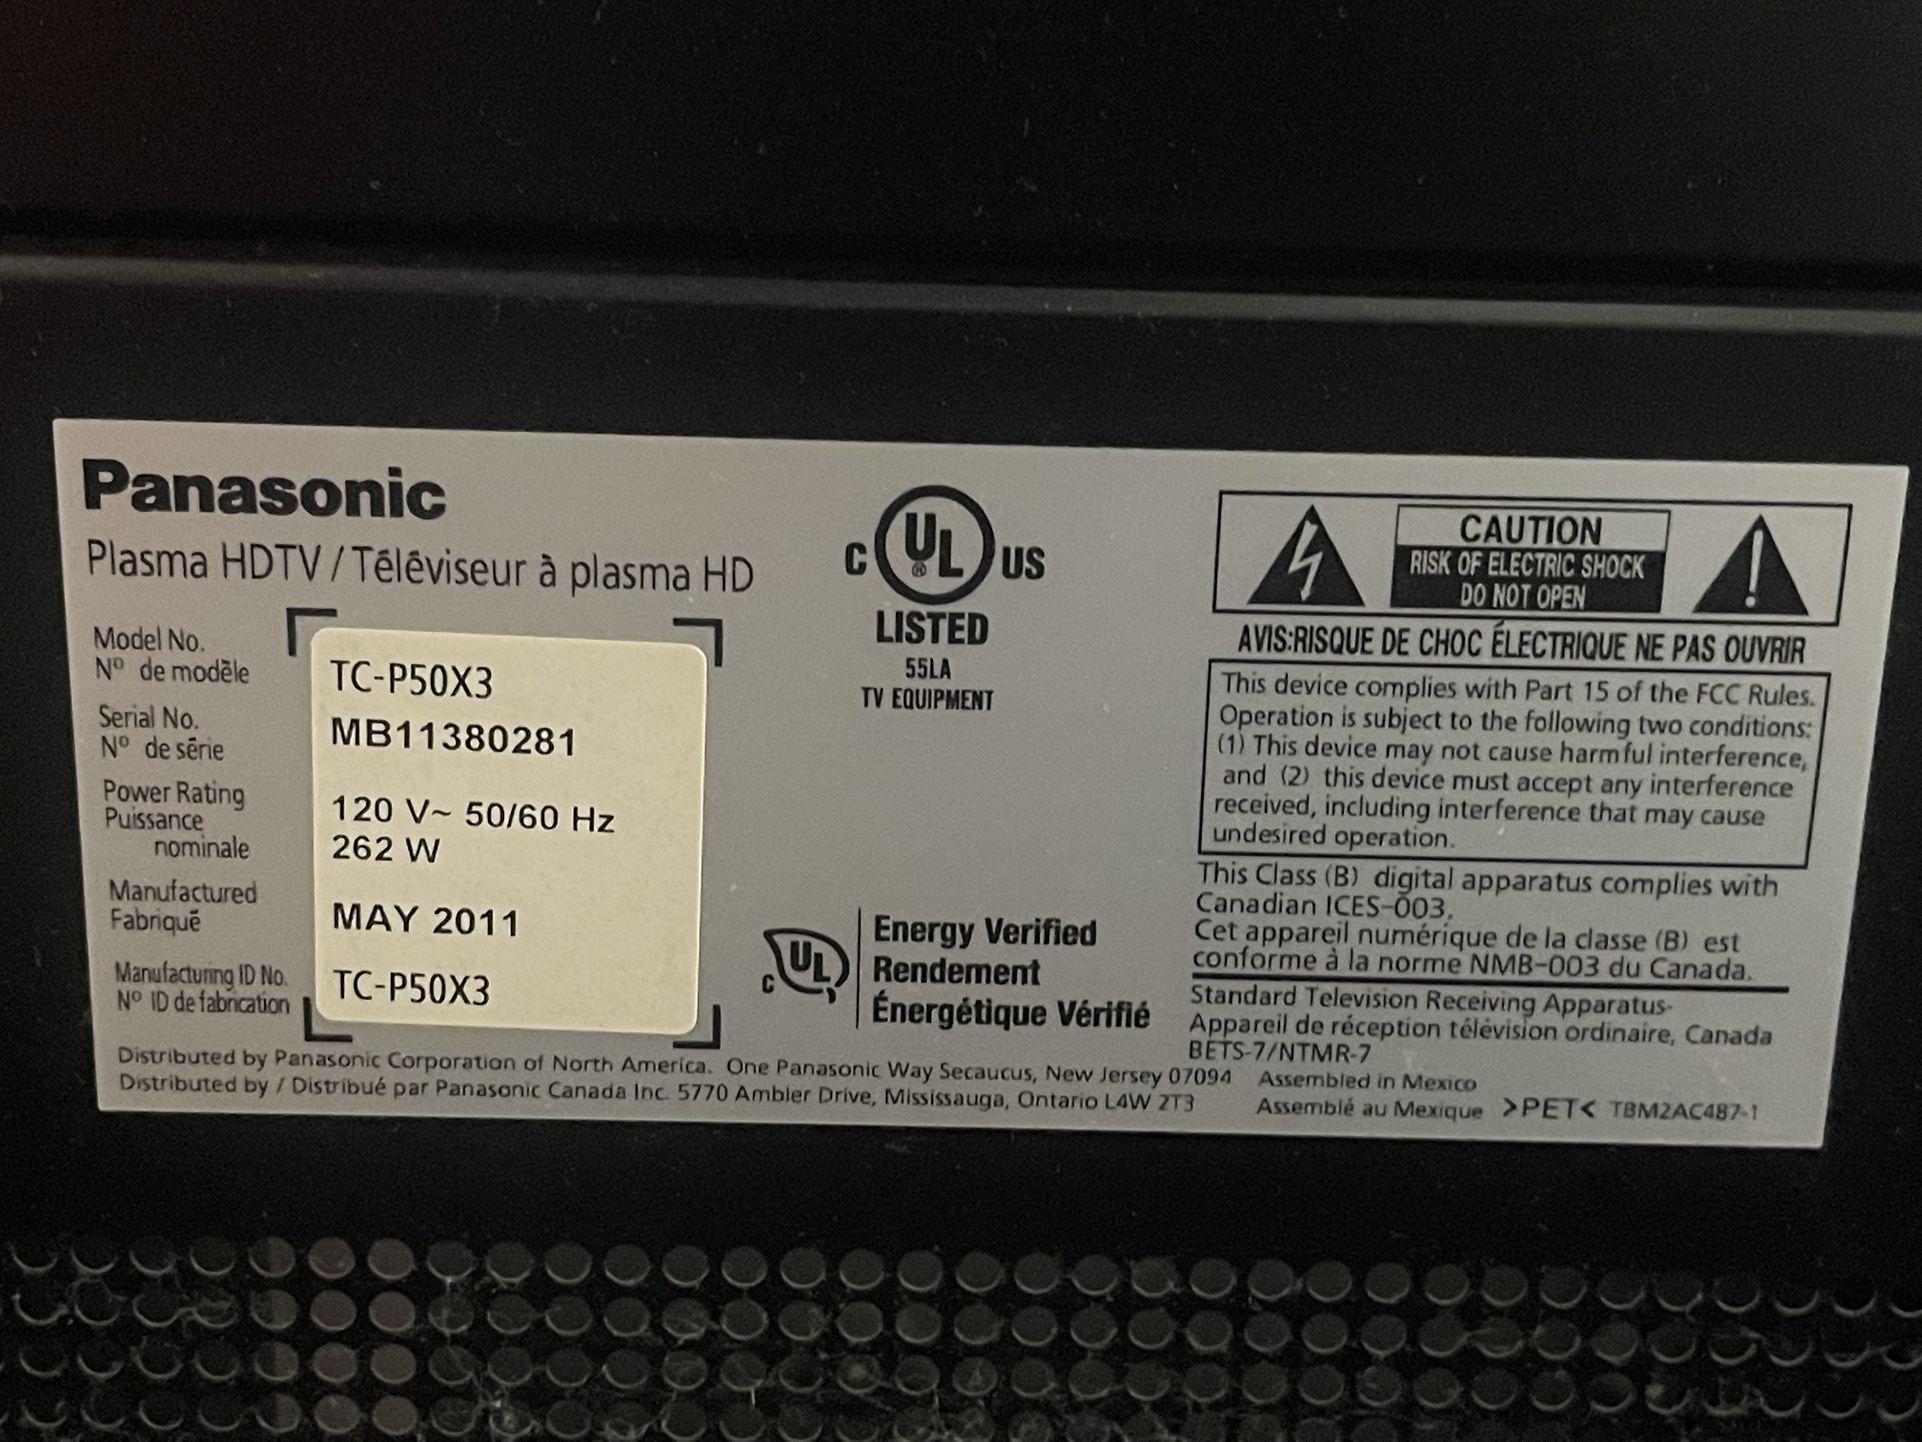 Panasonic
Plasma HDTV / Téléviseur à plasma HD
Model No.
Nº de modèle
TC-P50X3
Serial No.
Nº de série
MB11380281
Power Rating
Puissance
nominale
120 V~ 50/60 Hz
262 W
Manufactured
Fabriqué
MAY 2011
Manufacturing ID No.
Nº ID de fabrication
TC-P50X3
C UL ® US
LISTED
55LA
TV EQUIPMENT
C UL
Energy Verified
Rendement
Énergétique Vérifié
CAUTION
RISK OF ELECTRIC SHOCK
DO NOT OPEN
AVIS:RISQUE DE CHOC ÉLECTRIQUE NE PAS OUVRIR
This device complies with Part 15 of the FCC Rules.
Operation is subject to the following two conditions:
(1) This device may not cause harmful interference,
and (2) this device must accept any interference
received, including interference that may cause
undesired operation.
This Class (B) digital apparatus complies with
Canadian ICES-003.
Cet appareil numérique de la classe (B) est
conforme à la norme NMB-003 du Canada.
Standard Television Receiving Apparatus-
Appareil de réception télévision ordinaire, Canada
BETS-7/NTMR-7
Distributed by Panasonic Corporation of North America. One Panasonic Way Secaucus, New Jersey 07094 Assembled in Mexico
Distributed by / Distribué par Panasonic Canada Inc. 5770 Ambler Drive, Mississauga, Ontario L4W 2T3 Assemblé au Mexique >PET< TBM2AC487-1